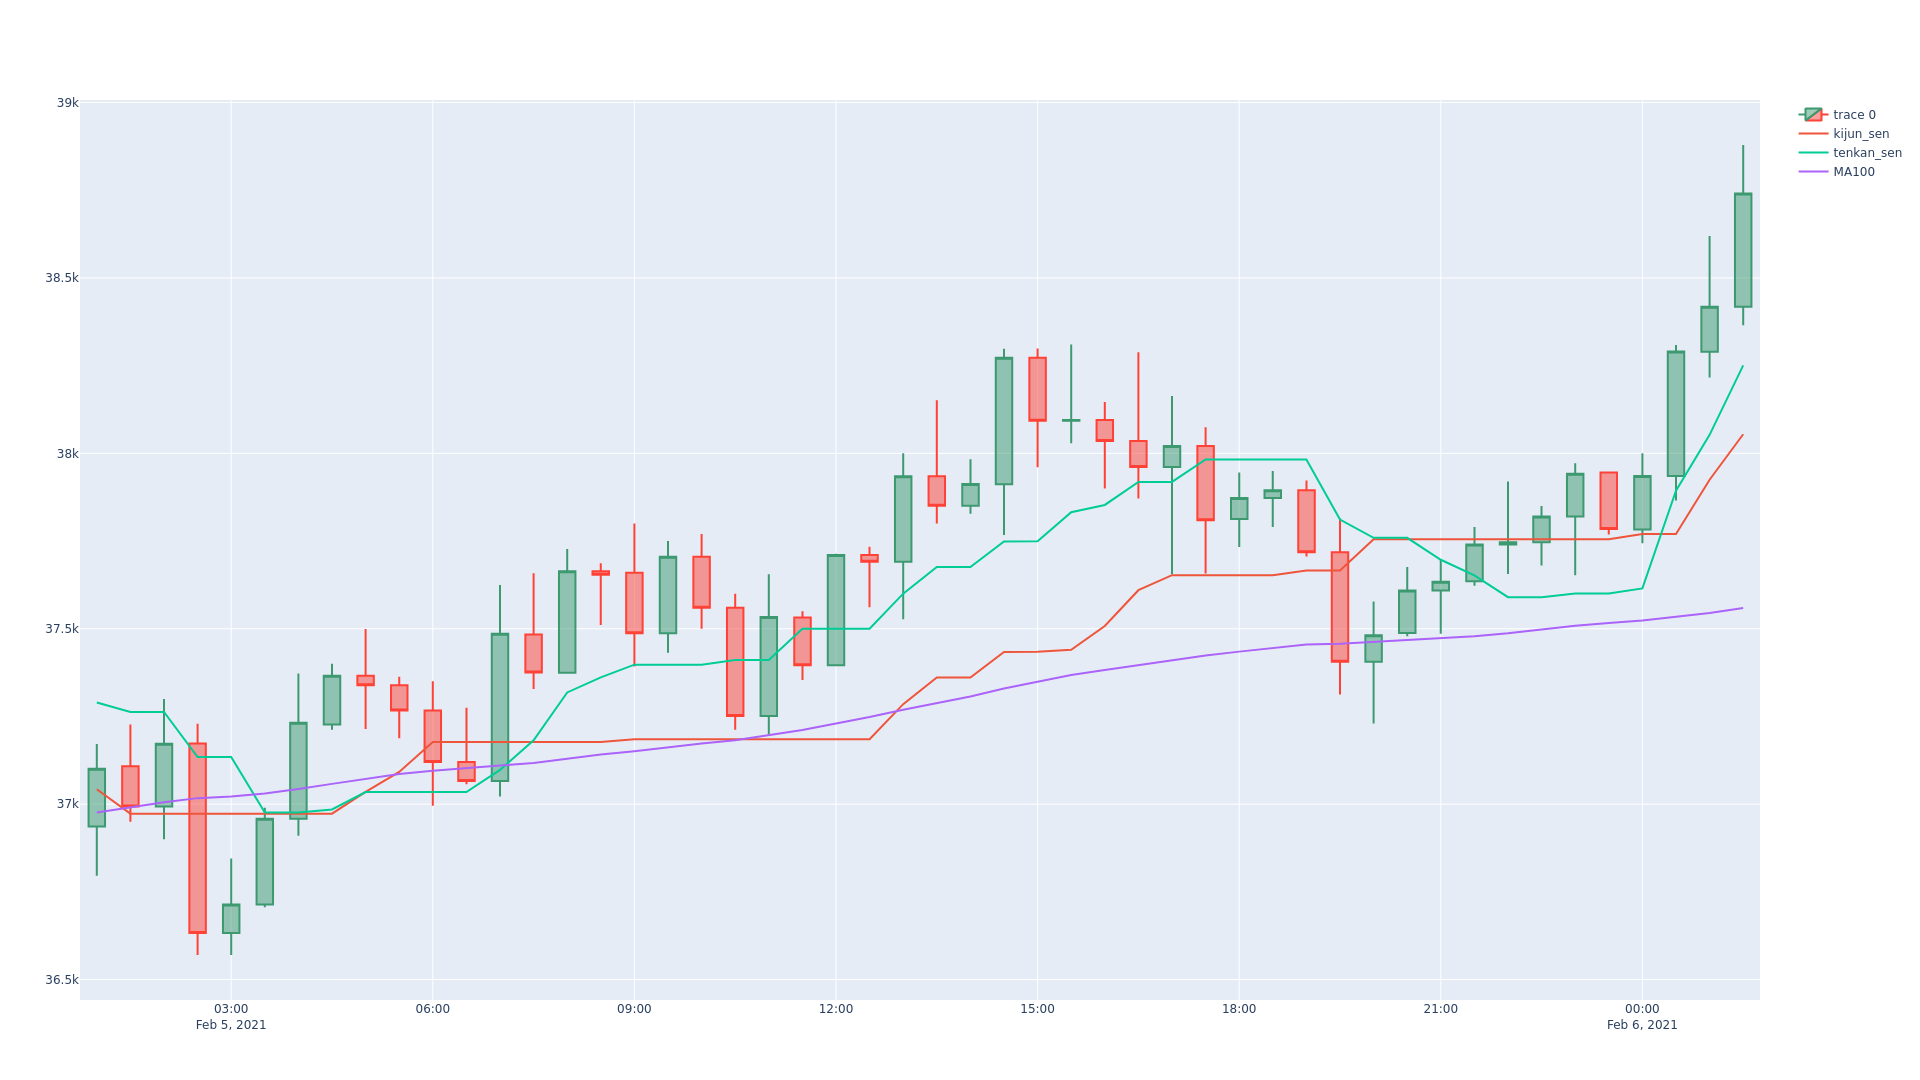 39k
38.5k
38k
37.5k
37k
36.5k
03:00
Feb 5, 2021
06:00
09:00
12:00
15:00
18:00
21:00
00:00
Feb 6, 2021
trace 0
kijun_sen
tenkan_sen
MA100